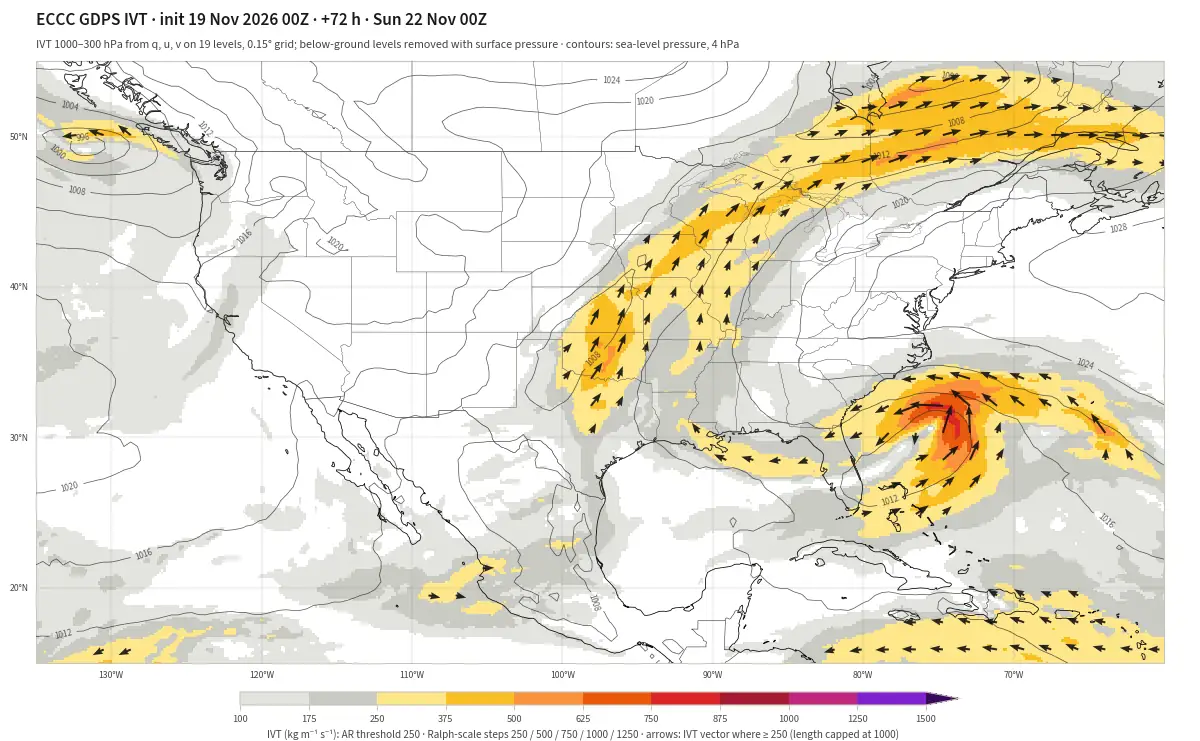 ECCC GDPS IVT · init 19 Nov 2026 00Z · +72 h · Sun 22 Nov 00Z
IVT 1000–300 hPa from q, u, v on 19 levels, 0.15° grid; below-ground levels removed with surface pressure · contours: sea-level pressure, 4 hPa
1024
1020
1004
1012
996
1000
1008
1008
1012
50°N
1008
1020
1016
1020
1028
40°N
1008
1024
30°N
1020
1012
1016
1016
20°N
1008
1012
130°W
120°W
110°W
100°W
90°W
80°W
70°W
100
175
250
375
500
625
750
875
1000
1250
1500
IVT (kg m⁻¹ s⁻¹): AR threshold 250 · Ralph-scale steps 250 / 500 / 750 / 1000 / 1250 · arrows: IVT vector where ≥ 250 (length capped at 1000)